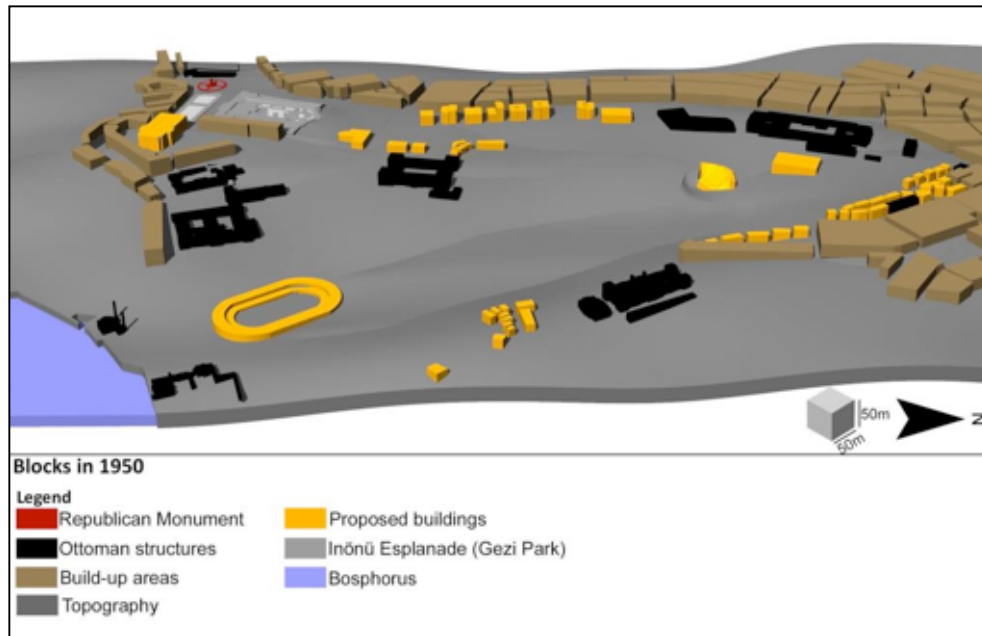 50m
50m
N
Blocks in 1950
Legend
Republican Monument
Proposed buildings
Ottoman structures
Inönü Esplanade (Gezi Park)
Build-up areas
Bosphorus
Topography